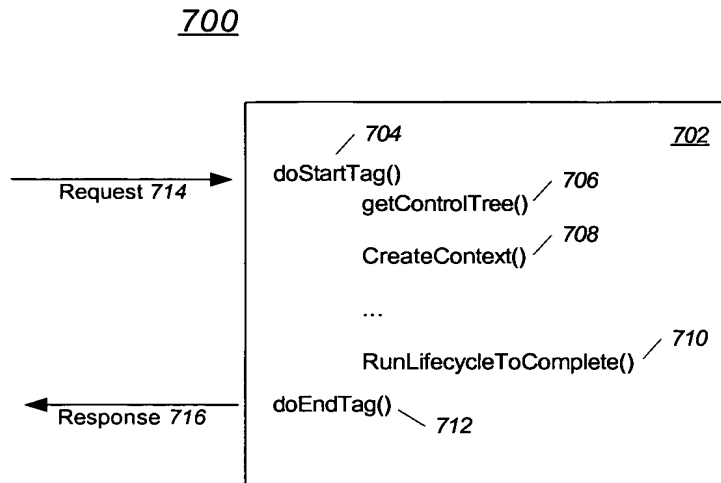 700
704
702
doStartTag()
Request 714
706
getControlTree()
708
CreateContext()
...
710
RunLifecycleToComplete()
doEndTag()
Response 716
712